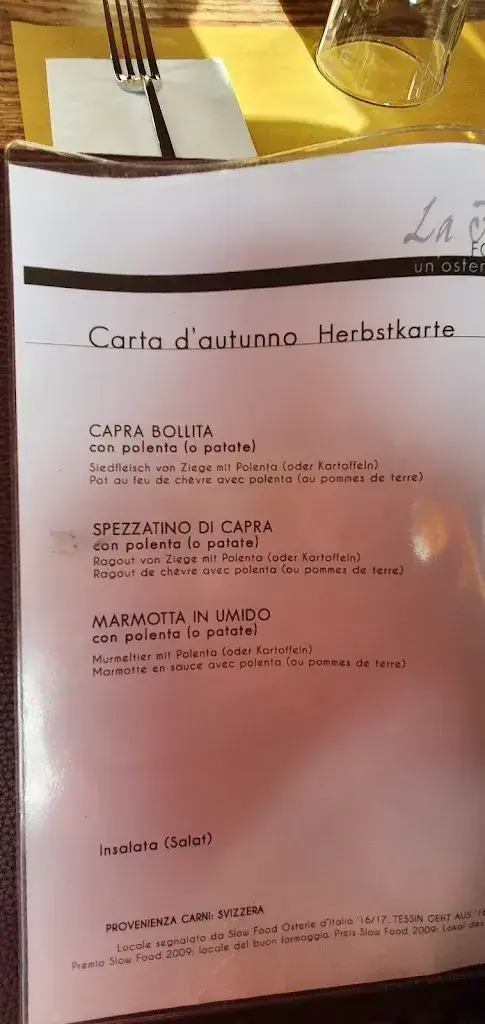 La
un oster
Carta d'autunno Herbstkarte
CAPRA BOLLITA
con polenta (o patate)
Siedfleisch von Ziege mit Polenta (oder Kartoffeln)
Pot au feu de chèvre avec polenta (ou pommes de terre)
SPEZZATINO DI CAPRA
con polenta (o patate)
Ragout von Ziege mit Polenta (oder Kartoffeln)
Ragout de chèvre avec polenta (ou pommes de terre)
MARMOTTA IN UMIDO
con polenta (o patate)
Murmeltier mit Polenta (oder Kartoffeln)
Marmotte en sauce avec polenta (ou pommes de terre)
Insalata (Salat)
PROVENIENZA CARNI: SVIZZERA
Locale segnalato da Slow Food Osterie d'Italia '16/17, TESSIN GEHT AUS '16
Premio Slow Food 2009: locale del buon formaggio. Preis Slow Food 2009: Lokal des